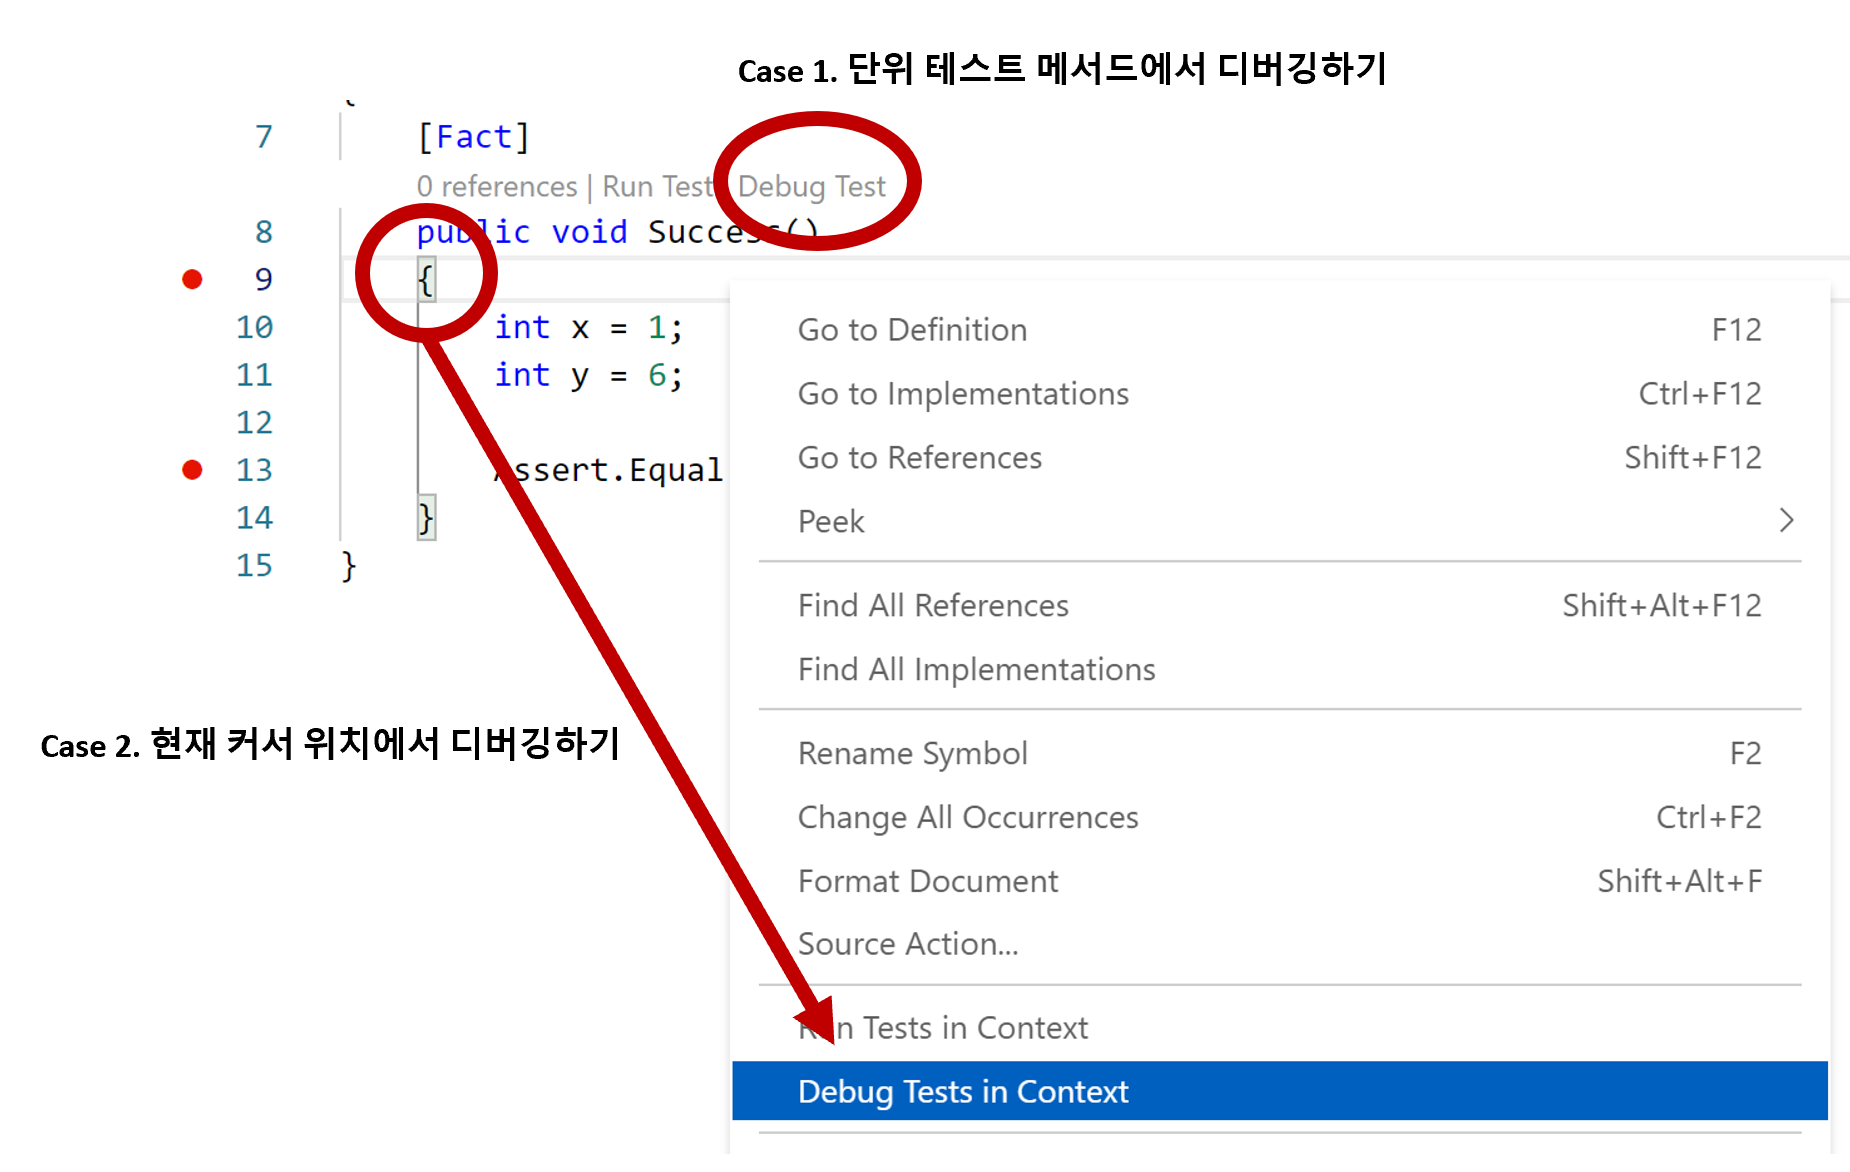 Case 1. 단위 테스트 메서드에서 디버깅하기
{
7 [Fact]
0 references | Run Test Debug Test
8 public void Success()
9 {
10 int x = 1;
11 int y = 6;
12
13 Assert.Equal
14 }
15 }
Go to Definition F12
Go to Implementations Ctrl+F12
Go to References Shift+F12
Peek
Find All References Shift+Alt+F12
Find All Implementations
Case 2. 현재 커서 위치에서 디버깅하기
Rename Symbol F2
Change All Occurrences Ctrl+F2
Format Document Shift+Alt+F
Source Action...
Run Tests in Context
Debug Tests in Context